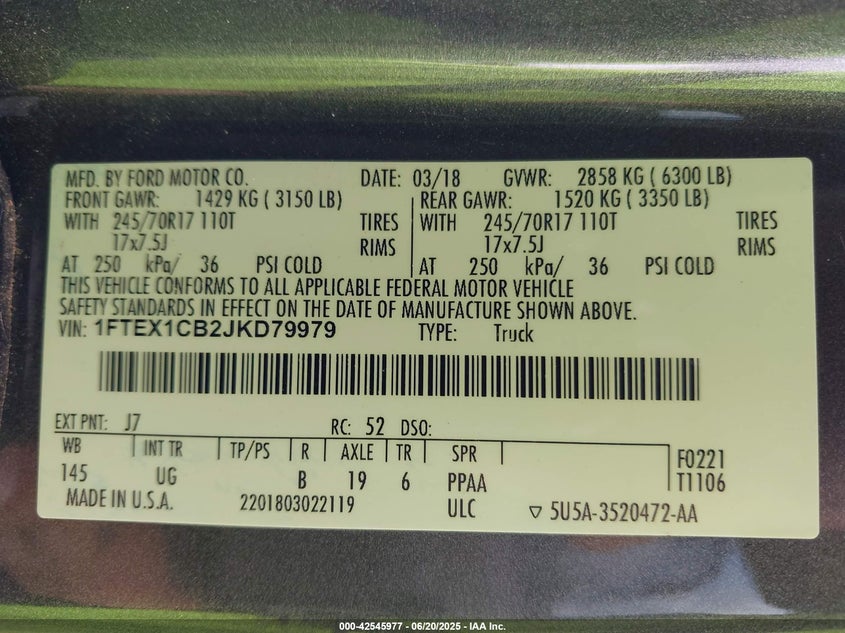 MFD. BY FORD MOTOR CO. DATE: 03/18 GVWR: 2858 KG ( 6300 LB)
FRONT GAWR: 1429 KG ( 3150 LB) REAR GAWR: 1520 KG ( 3350 LB)
WITH 245/70R17 110T TIRES WITH 245/70R17 110T TIRES
17x7.5J RIMS 17x7.5J RIMS
AT 250 kPa/ 36 PSI COLD AT 250 kPa/ 36 PSI COLD
THIS VEHICLE CONFORMS TO ALL APPLICABLE FEDERAL MOTOR VEHICLE
SAFETY STANDARDS IN EFFECT ON THE DATE OF MANUFACTURE SHOWN ABOVE.
VIN: 1FTEX1CB2JKD79979 TYPE: Truck
EXT PNT: J7 RC: 52 DSO:
WB INT TR TP/PS R AXLE TR SPR F0221
145 UG B 19 6 PPAA T1106
MADE IN U.S.A. 2201803022119 ULC ▽ 5U5A-3520472-AA
000-42545977 - 06/20/2025 - IAA Inc.